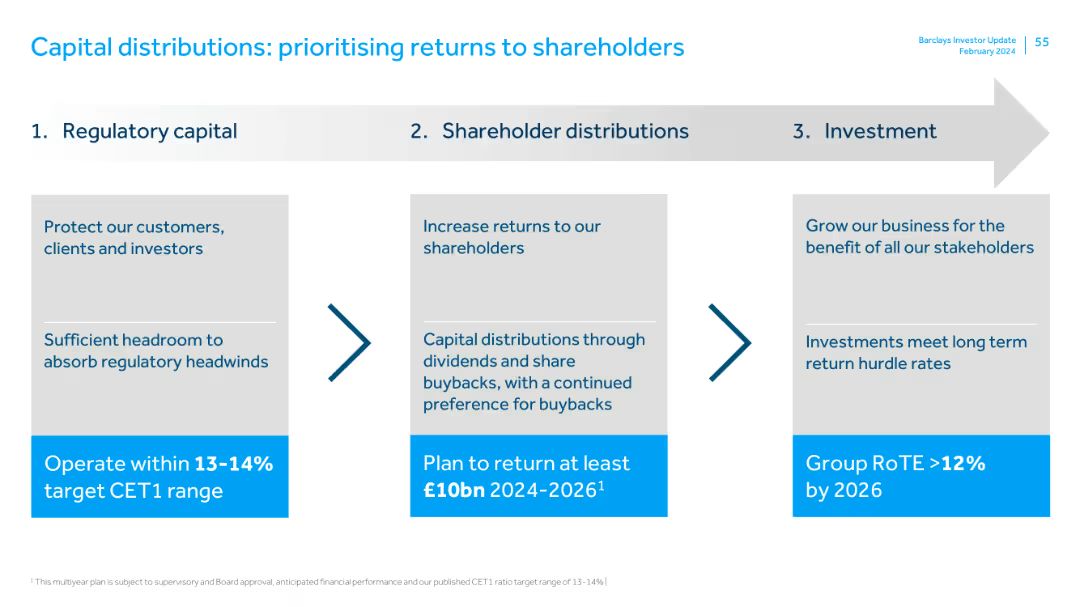 Capital distributions: prioritising returns to shareholders
Barclays Investor Update
February 2024
55
1. Regulatory capital
2. Shareholder distributions
3. Investment
Protect our customers,
clients and investors
Sufficient headroom to
absorb regulatory headwinds
Operate within 13-14%
target CET1 range
Increase returns to our
shareholders
Capital distributions through
dividends and share
buybacks, with a continued
preference for buybacks
Plan to return at least
£10bn 2024-2026¹
Grow our business for the
benefit of all our stakeholders
Investments meet long term
return hurdle rates
Group RoTE >12%
by 2026
¹ This multiyear plan is subject to supervisory and Board approval, anticipated financial performance and our published CET1 ratio target range of 13-14% |